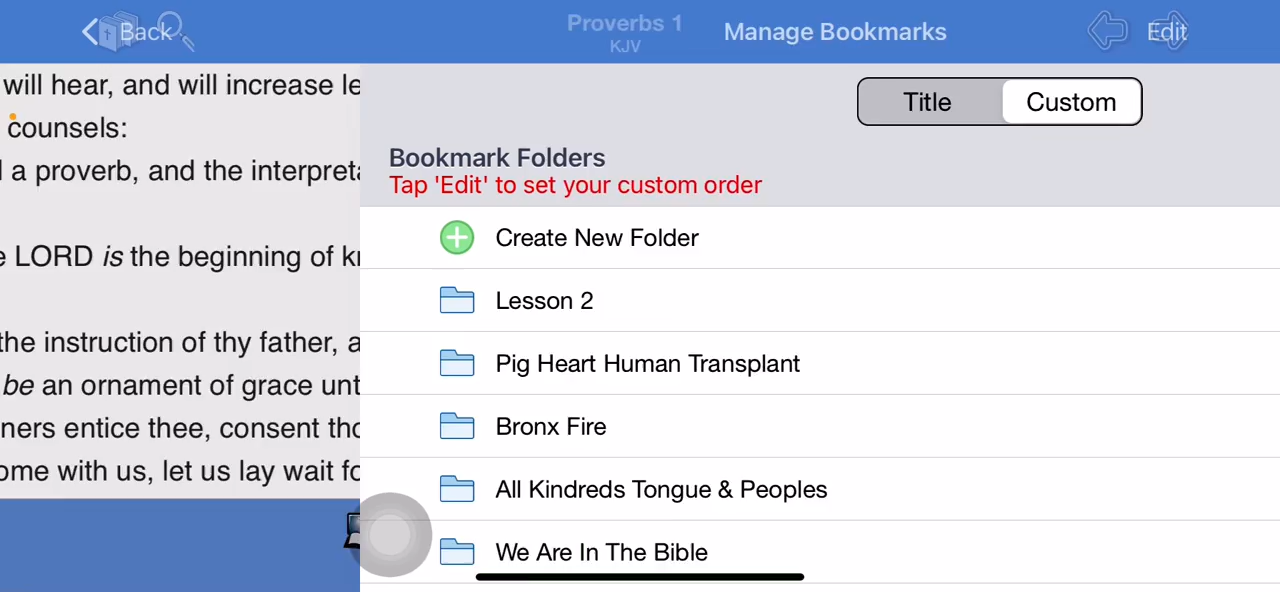 Back
Proverbs 1
KJV
Manage Bookmarks
Edit
will hear, and will increase le
counsels:
a proverb, and the interpreta
LORD is the beginning of kn
the instruction of thy father, a
be an ornament of grace unt
ners entice thee, consent tho
ome with us, let us lay wait fo
Title
Custom
Bookmark Folders
Tap 'Edit' to set your custom order
Create New Folder
Lesson 2
Pig Heart Human Transplant
Bronx Fire
All Kindreds Tongue & Peoples
We Are In The Bible